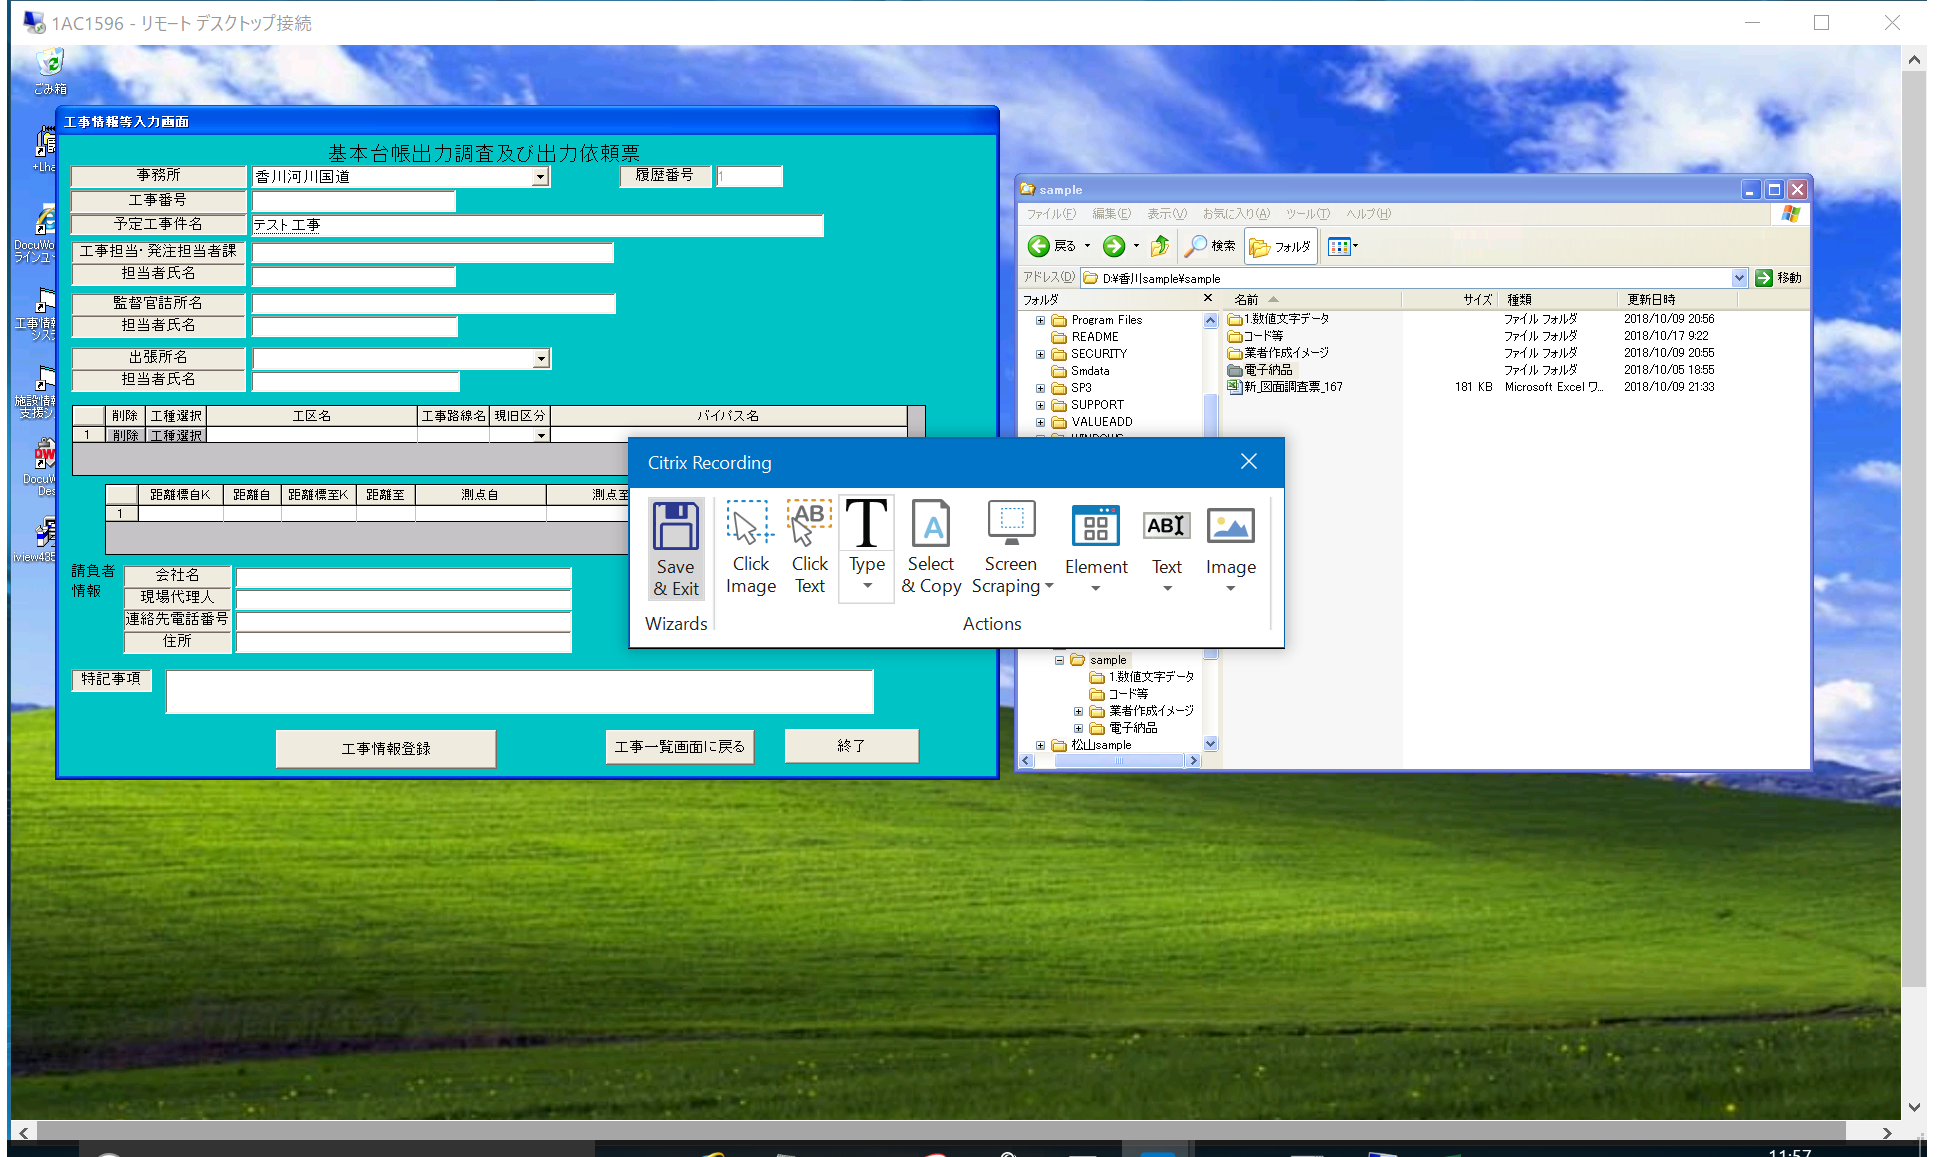 1AC1596 - リモート デスクトップ接続
ごみ箱
+Lha
DocuWo
ラインユー
工事情報
シス
施設情報
支援シ
DocuW
Des
iview485
工事情報等入力画面
基本台帳出力調査及び出力依頼票
事務所 香川河川国道 履歴番号 1
工事番号
予定工事件名 テスト工事
工事担当・発注担当者課
担当者氏名
監督官詰所名
担当者氏名
出張所名
担当者氏名
削除 工種選択 工区名 工事路線名 現旧区分 バイパス名
1 削除 工種選択
距離標自K 距離自 距離標至K 距離至 測点自 測点至
1
請負者
情報
会社名
現場代理人
連絡先電話番号
住所
特記事項
工事情報登録 工事一覧画面に戻る 終了
sample
ファイル(F) 編集(E) 表示(V) お気に入り(A) ツール(T) ヘルプ(H)
戻る 検索 フォルダ
アドレス(D) D:¥香川sample¥sample 移動
フォルダ × 名前 サイズ 種類 更新日時
Program Files
README
SECURITY
Smdata
SP3
SUPPORT
VALUEADD
WINDOWS
sample
1.数値文字データ
コード等
業者作成イメージ
電子納品
松山sample
1.数値文字データ ファイル フォルダ 2018/10/09 20:56
コード等 ファイル フォルダ 2018/10/17 9:22
業者作成イメージ ファイル フォルダ 2018/10/09 20:55
電子納品 ファイル フォルダ 2018/10/05 18:55
新_図面調査票_167 181 KB Microsoft Excel ワ... 2018/10/09 21:33
Citrix Recording
Save
& Exit
Click
Image
AB
Click
Text
T
Type
A
Select
& Copy
Screen
Scraping
Element
ABI
Text
Image
Wizards Actions
11:57